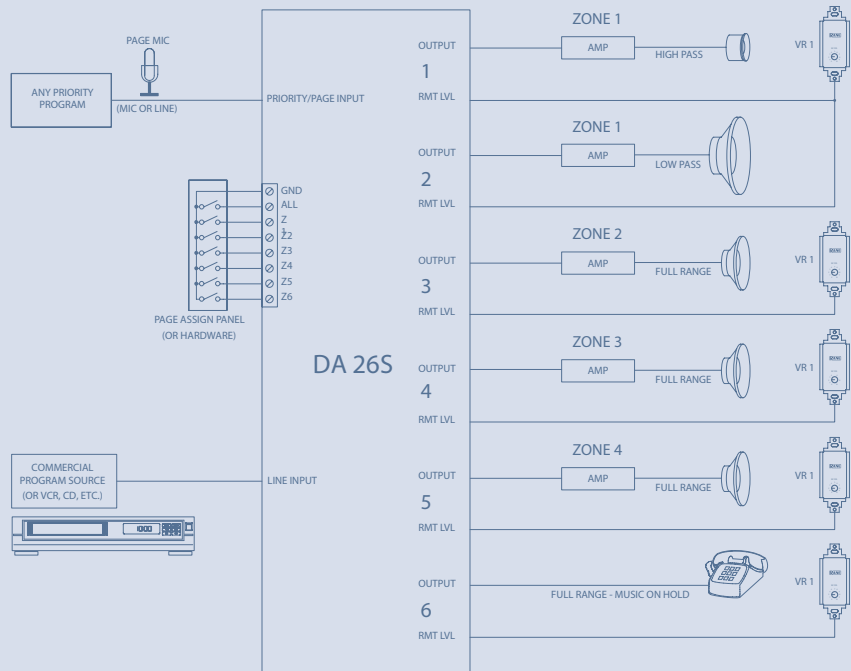 PAGE MIC
ANY PRIORITY
PROGRAM
(MIC OR LINE)
PRIORITY/PAGE INPUT
GND
ALL
Z
1
Z2
Z3
Z4
Z5
Z6
PAGE ASSIGN PANEL
(OR HARDWARE)
DA 26S
COMMERCIAL
PROGRAM SOURCE
(OR VCR, CD, ETC.)
LINE INPUT
1000
OUTPUT
1
RMT LVL
ZONE 1
AMP
HIGH PASS
VR 1
OUTPUT
2
RMT LVL
ZONE 1
AMP
LOW PASS
OUTPUT
3
RMT LVL
ZONE 2
AMP
FULL RANGE
VR 1
OUTPUT
4
RMT LVL
ZONE 3
AMP
FULL RANGE
VR 1
OUTPUT
5
RMT LVL
ZONE 4
AMP
FULL RANGE
VR 1
OUTPUT
6
RMT LVL
FULL RANGE - MUSIC ON HOLD
VR 1